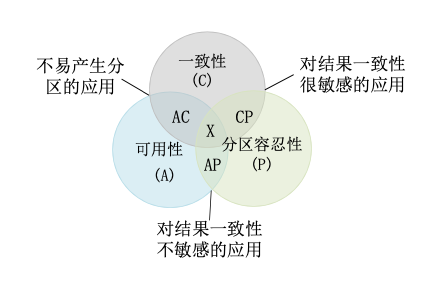 一致性
(C)
不易产生分
区的应用
对结果一致性
很敏感的应用
AC
CP
X
可用性
(A)
分区容忍性
(P)
AP
对结果一致性
不敏感的应用